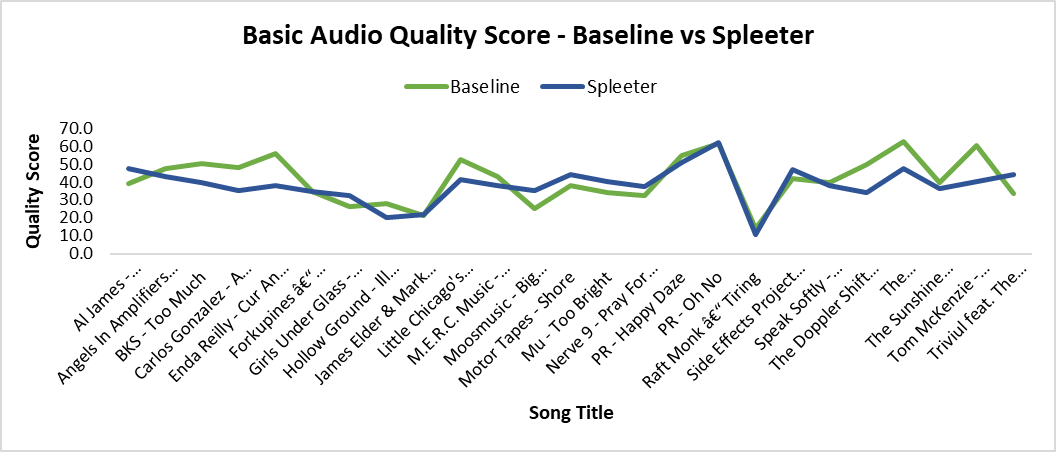 Basic Audio Quality Score - Baseline vs Spleeter
Baseline
Spleeter
Quality Score
70.0
60.0
50.0
40.0
30.0
20.0
10.0
0.0
Al James -...
Angels In Amplifiers...
BKS - Too Much
Carlos Gonzalez - A...
Enda Reilly - Cur An...
Forkupines â€“ ...
Girls Under Glass -...
Hollow Ground - Ill...
James Elder & Mark...
Little Chicago's...
M.E.R.C. Music -...
Moosmusic - Big...
Motor Tapes - Shore
Mu - Too Bright
Nerve 9 - Pray For...
PR - Happy Daze
PR - Oh No
Raft Monk â€“ Tiring
Side Effects Project...
Speak Softly -...
The Doppler Shift...
The...
The Sunshine...
Tom McKenzie -...
Triviul feat. The...
Song Title